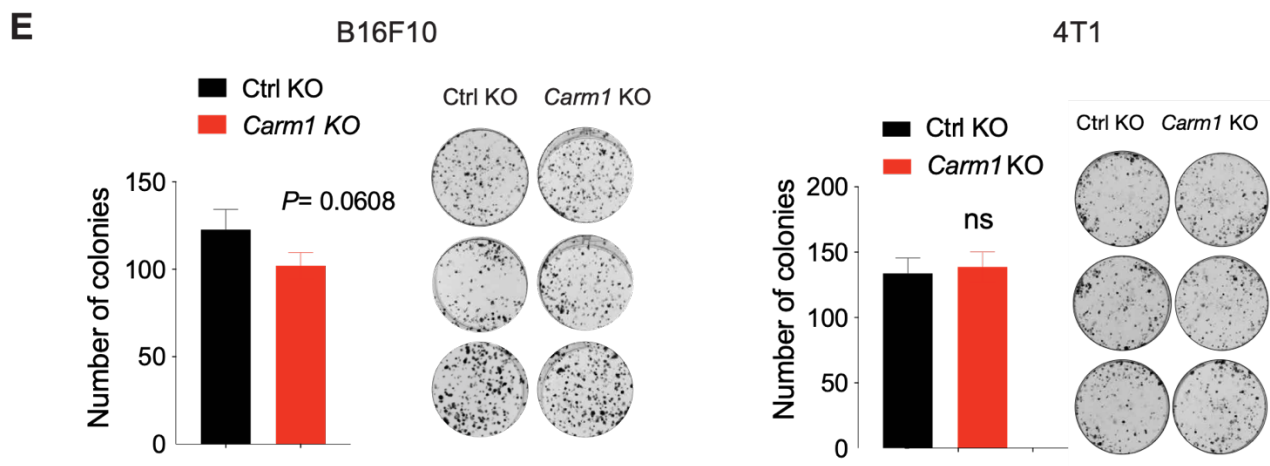 E
B16F10
Ctrl KO
Carm1 KO
Ctrl KO Carm1 KO
Number of colonies
150
100
50
0
P= 0.0608
4T1
Ctrl KO
Carm1 KO
Ctrl KO Carm1 KO
Number of colonies
200
150
100
50
0
ns